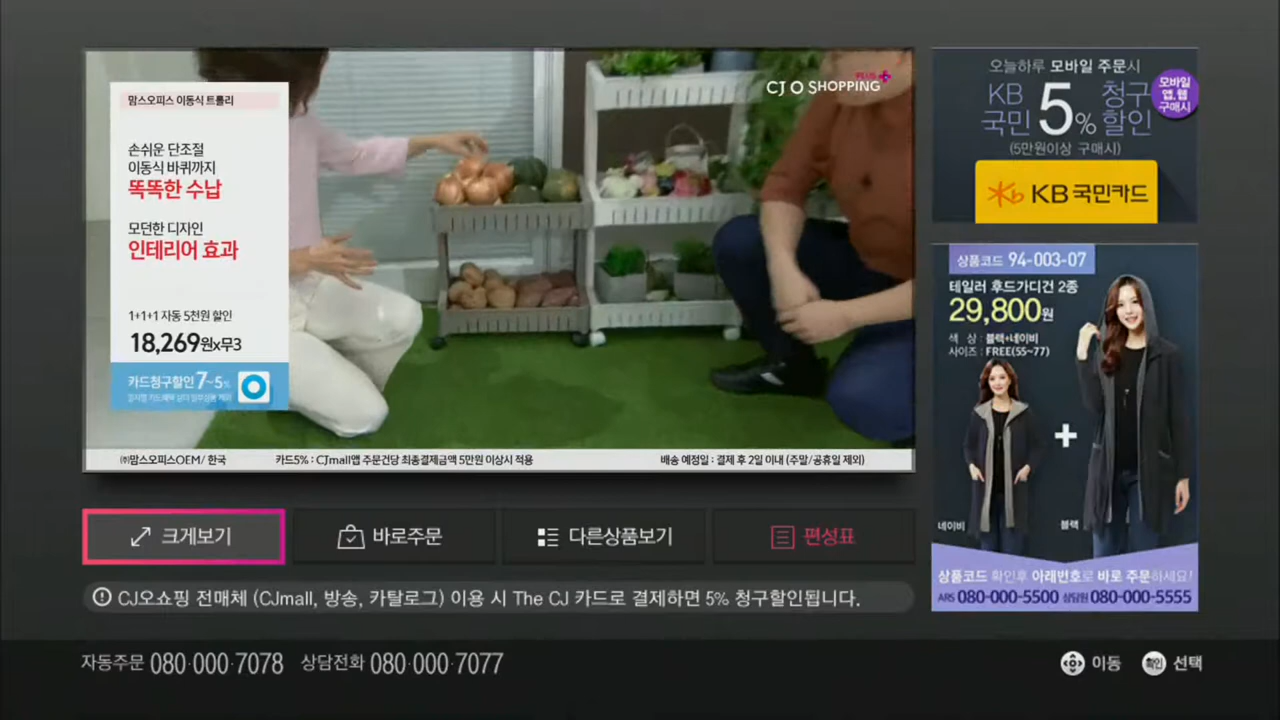 맘스오피스 이동식 트롤리
손쉬운 단조절
이동식 바퀴까지
똑똑한 수납
모던한 디자인
인테리어 효과
1+1+1 자동 5천원 할인
18,269원x무3
카드청구할인 7~5%
CJ O SHOPPING PLUS
㈜맘스오피스OEM/ 한국
카드5% : CJmall앱 주문건당 최종결제금액 5만원 이상시 적용
배송 예정일 : 결제 후 2일 이내 (주말/공휴일 제외)
오늘하루 모바일 주문시
KB 국민 5% 청구 할인
모바일 앱,웹 구매시
(5만원이상 구매시)
KB 국민카드
상품코드 94-003-07
테일러 후드가디건 2종
29,800원
색 상 : 블랙+네이비
사이즈 : FREE(55~77)
+
네이비
블랙
상품코드 확인후 아래번호로 바로 주문하세요!
ARS 080-000-5500 상담원 080-000-5555
크게보기
바로주문
다른상품보기
편성표
CJ오쇼핑 전매체 (CJmall, 방송, 카탈로그) 이용 시 The CJ 카드로 결제하면 5% 청구할인됩니다.
자동주문 080·000·7078 상담전화 080·000·7077
이동
확인 선택